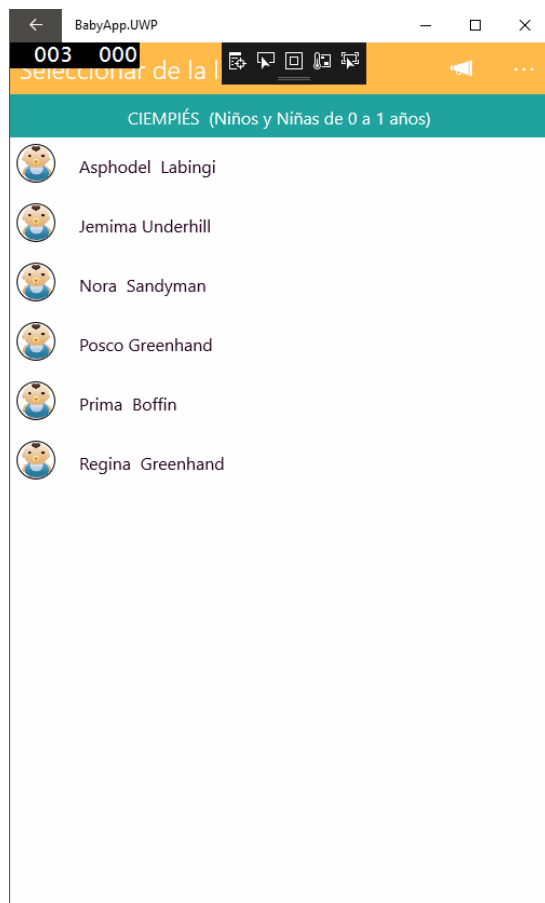 BabyApp.UWP
003 000
Seleccionar de la l
CIEMPIÉS (Niños y Niñas de 0 a 1 años)
Asphodel Labingi
Jemima Underhill
Nora Sandyman
Posco Greenhand
Prima Boffin
Regina Greenhand